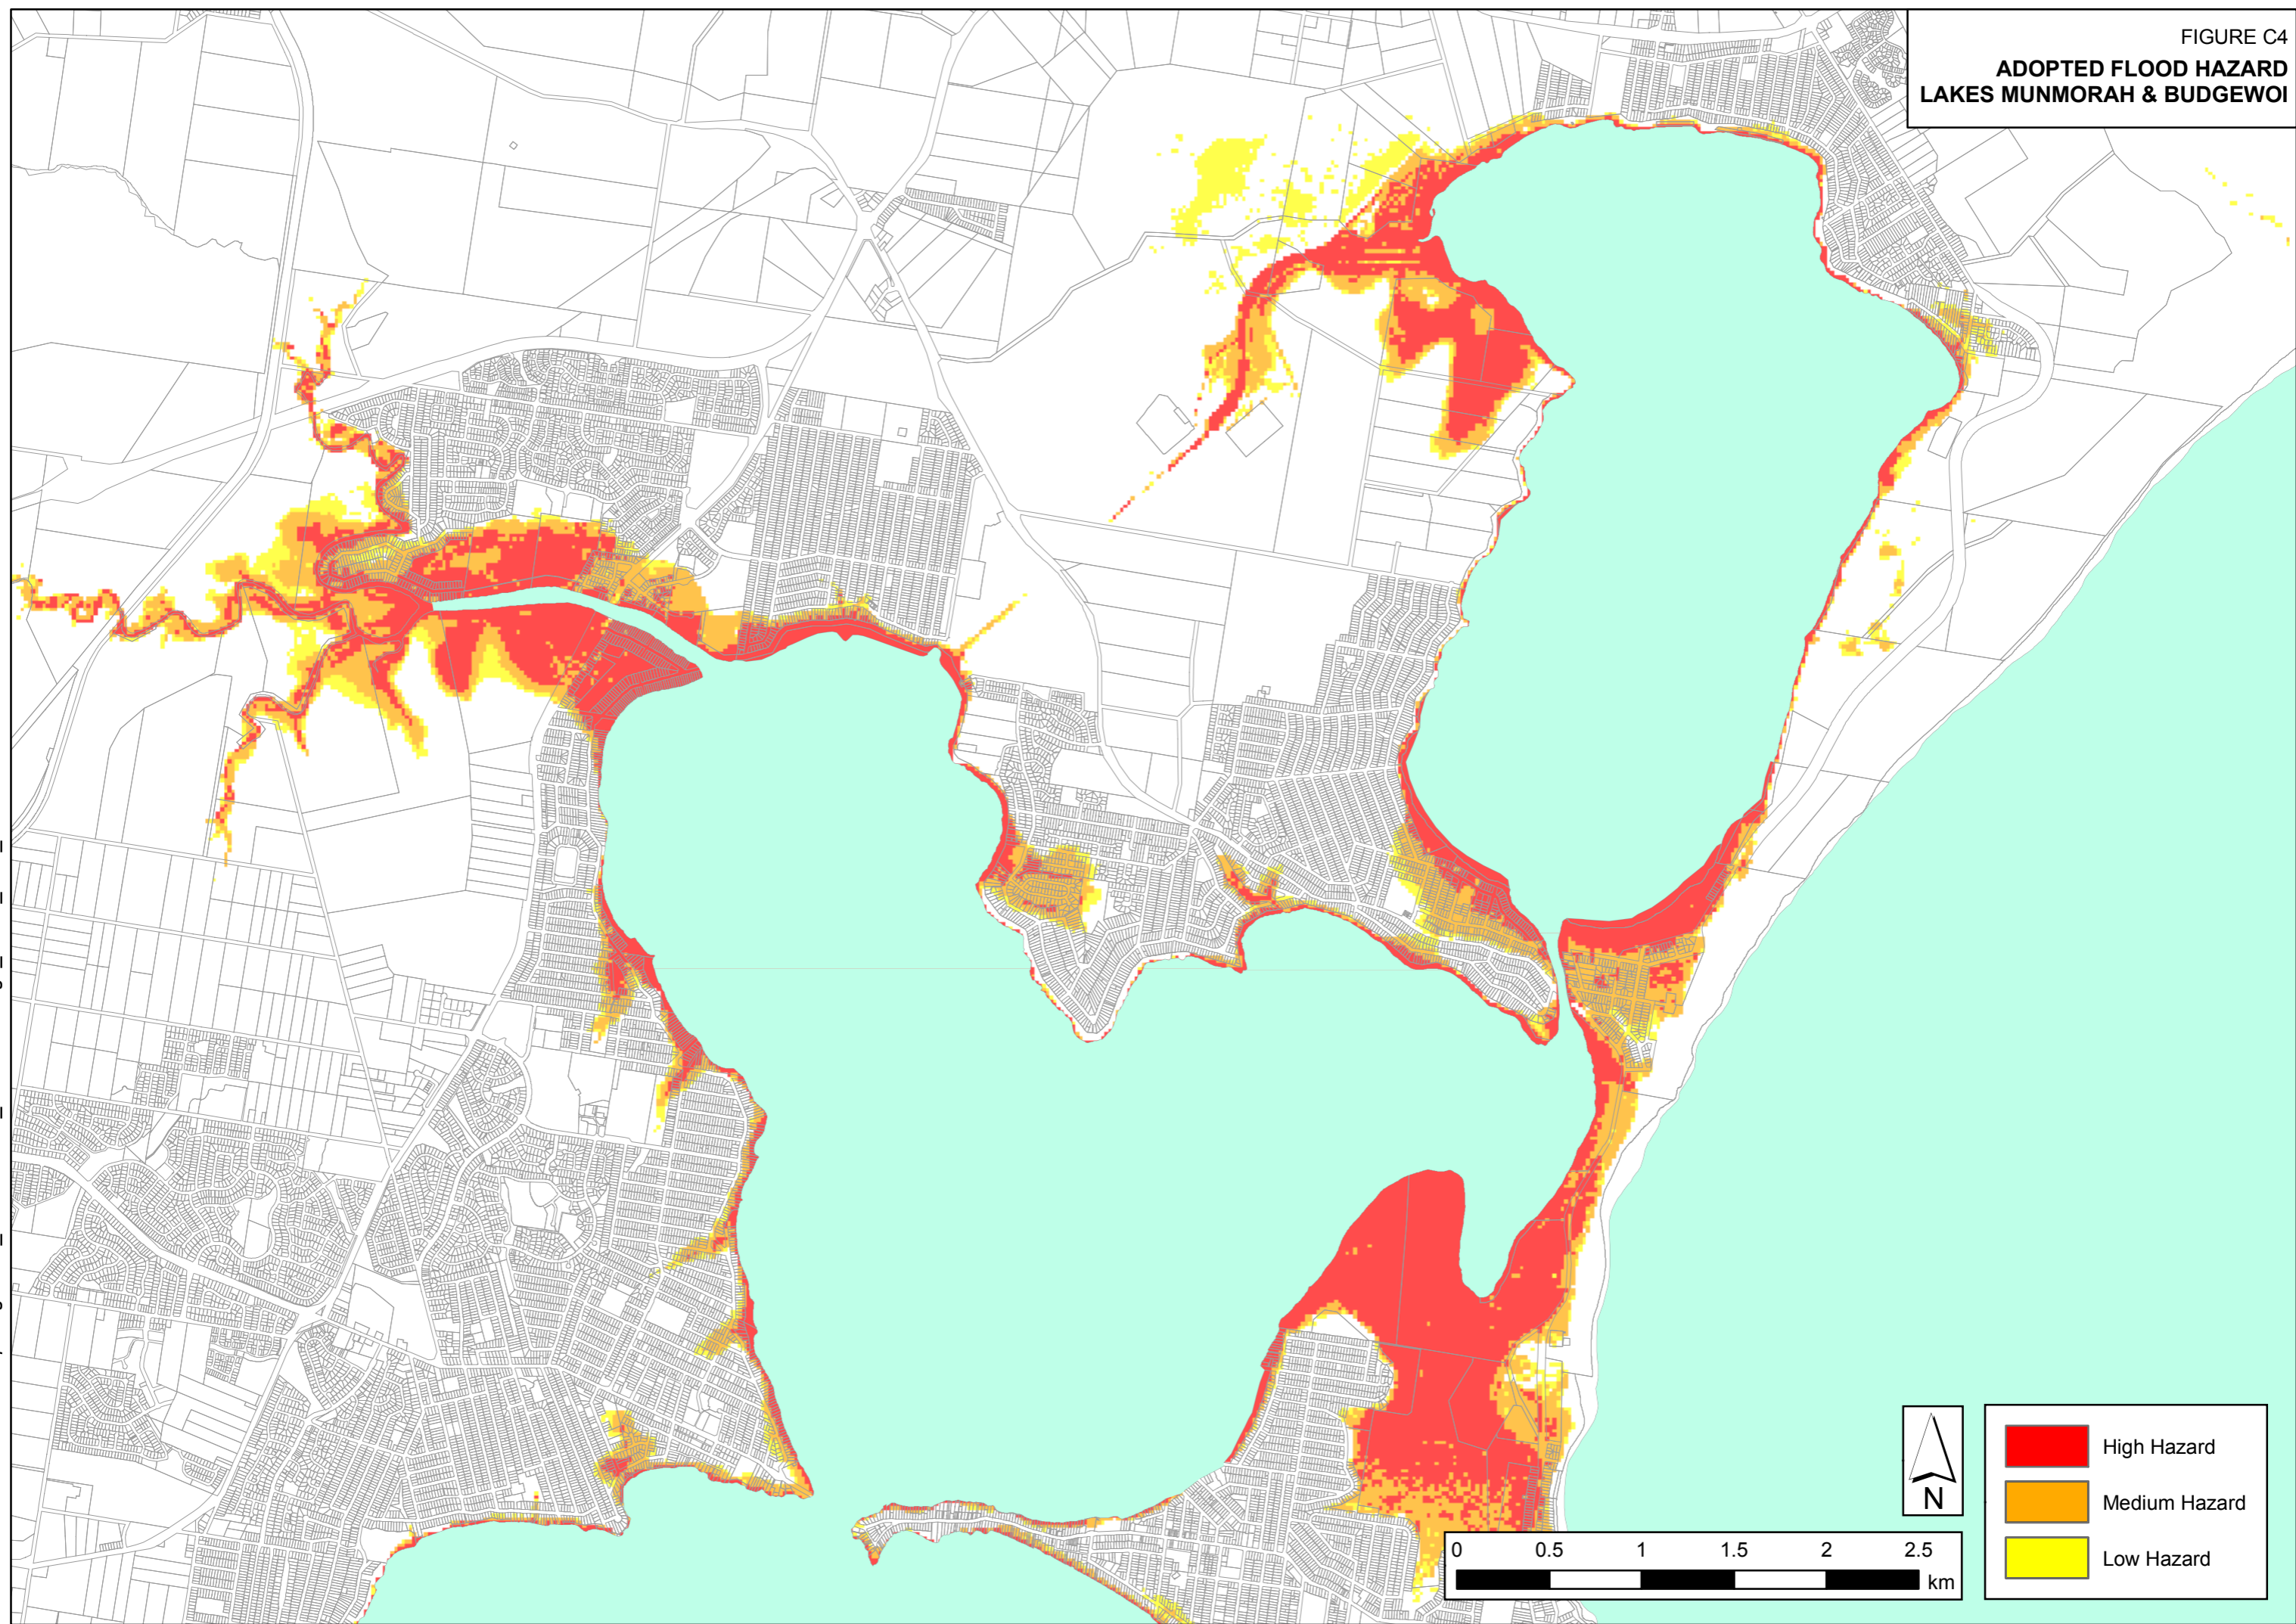 FIGURE C4
ADOPTED FLOOD HAZARD
LAKES MUNMORAH & BUDGEWOI
N
0 0.5 1 1.5 2 2.5
km
High Hazard
Medium Hazard
Low Hazard